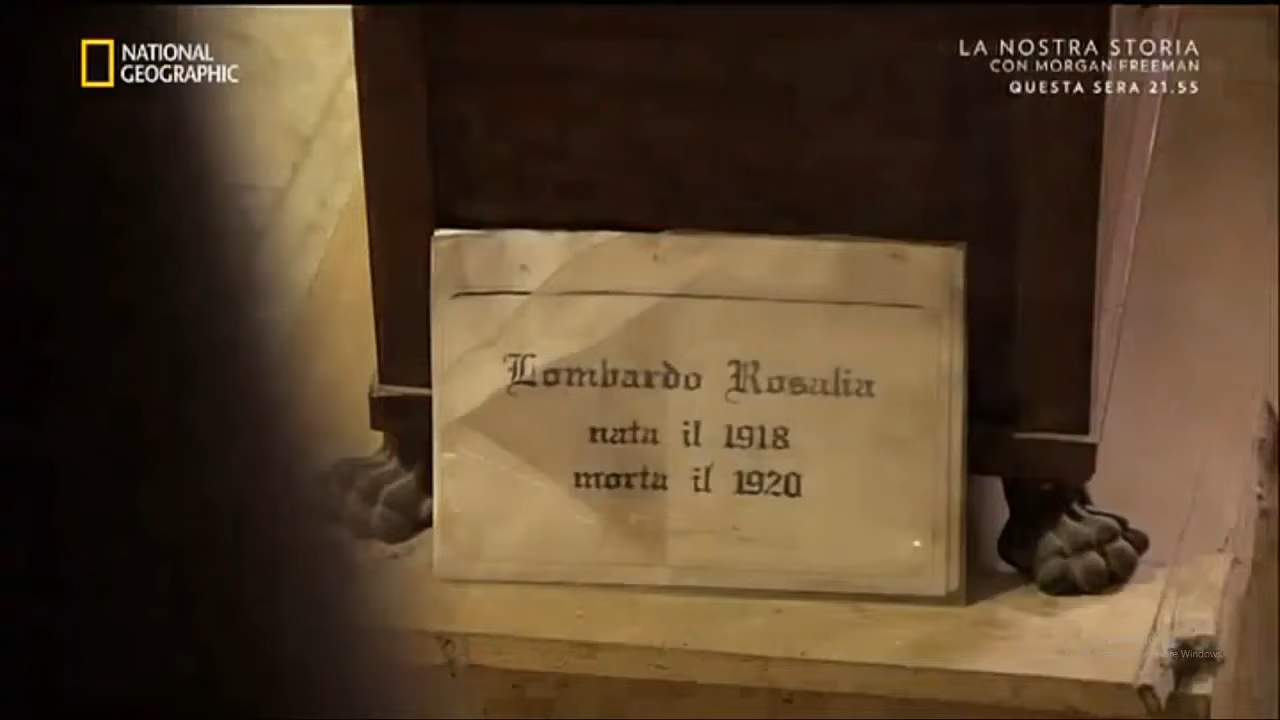 NATIONAL
GEOGRAPHIC
LA NOSTRA STORIA
CON MORGAN FREEMAN
QUESTA SERA 21.55
Lombardo Rosalia
nata il 1918
morta il 1920
Windows.